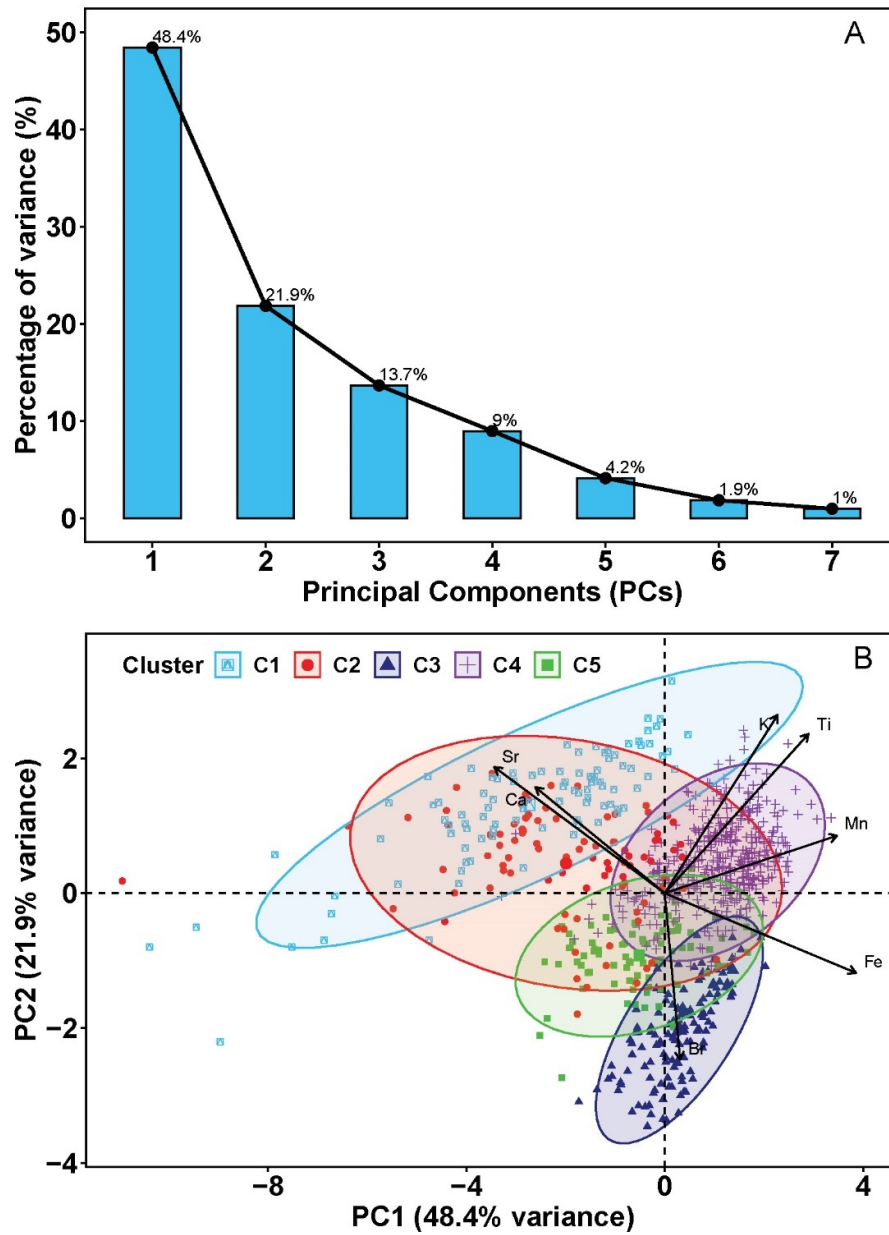 A
50
40
30
20
10
0
Percentage of variance (%)
48.4%
21.9%
13.7%
9%
4.2%
1.9%
1%
1 2 3 4 5 6 7
Principal Components (PCs)
B
Cluster C1 C2 C3 C4 C5
K
Ti
Sr
Ca
Mn
Fe
Br
2
0
−2
−4
PC2 (21.9% variance)
−8 −4 0 4
PC1 (48.4% variance)